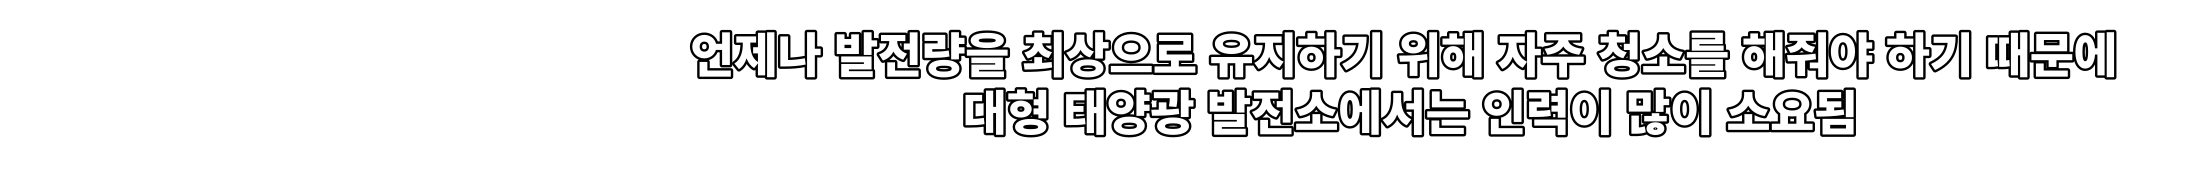 언제나 발전량을 최상으로 유지하기 위해 자주 청소를 해줘야 하기 때문에
대형 태양광 발전소에서는 인력이 많이 소요됨